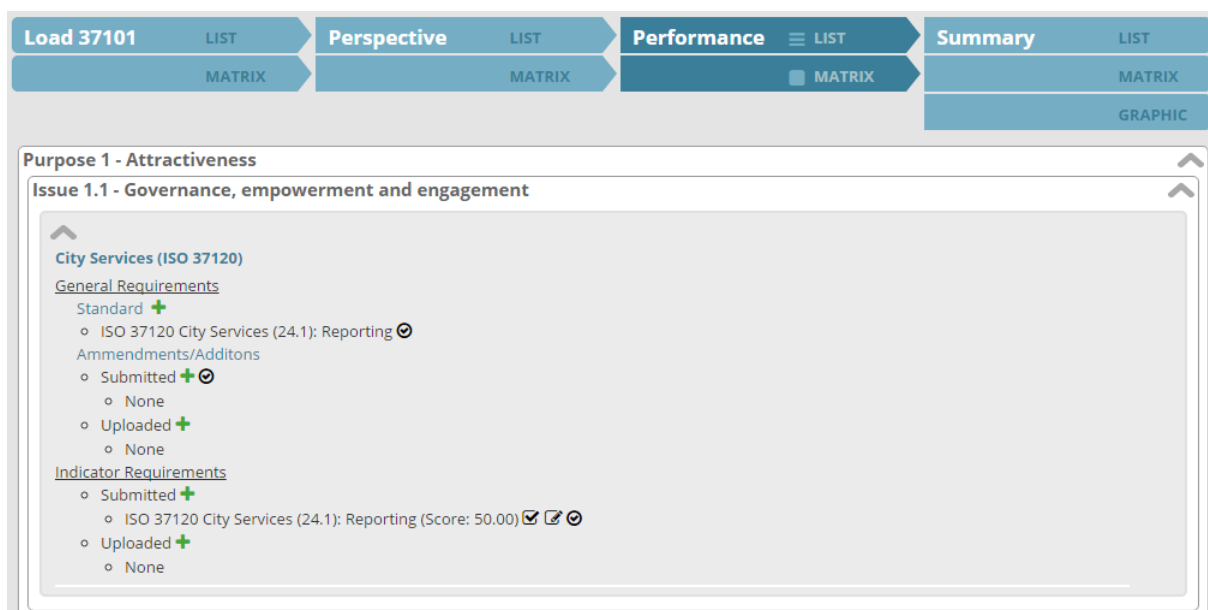 Load 37101 LIST Perspective LIST Performance LIST Summary LIST
MATRIX MATRIX MATRIX MATRIX
GRAPHIC
Purpose 1 - Attractiveness
Issue 1.1 - Governance, empowerment and engagement
City Services (ISO 37120)
General Requirements
Standard
ISO 37120 City Services (24.1): Reporting
Ammendments/Additons
Submitted
None
Uploaded
None
Indicator Requirements
Submitted
ISO 37120 City Services (24.1): Reporting (Score: 50.00)
Uploaded
None